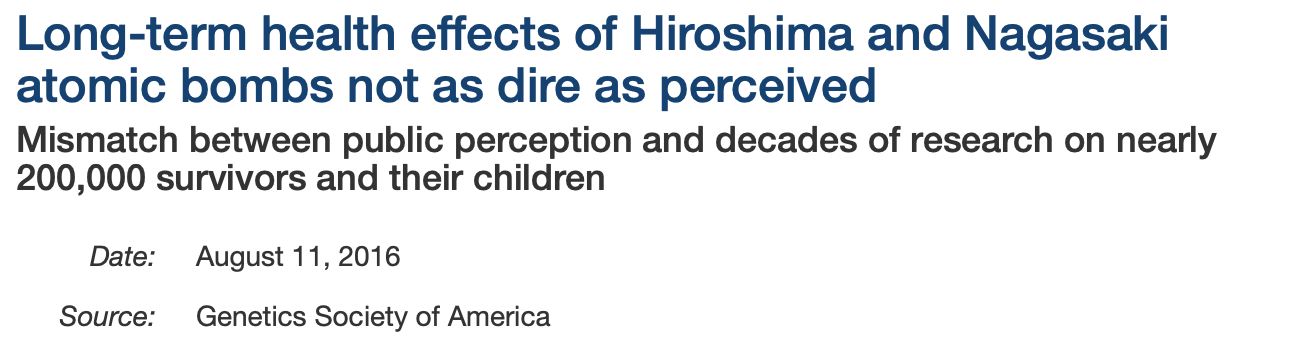 Long-term health effects of Hiroshima and Nagasaki
atomic bombs not as dire as perceived
Mismatch between public perception and decades of research on nearly
200,000 survivors and their children
Date: August 11, 2016
Source: Genetics Society of America